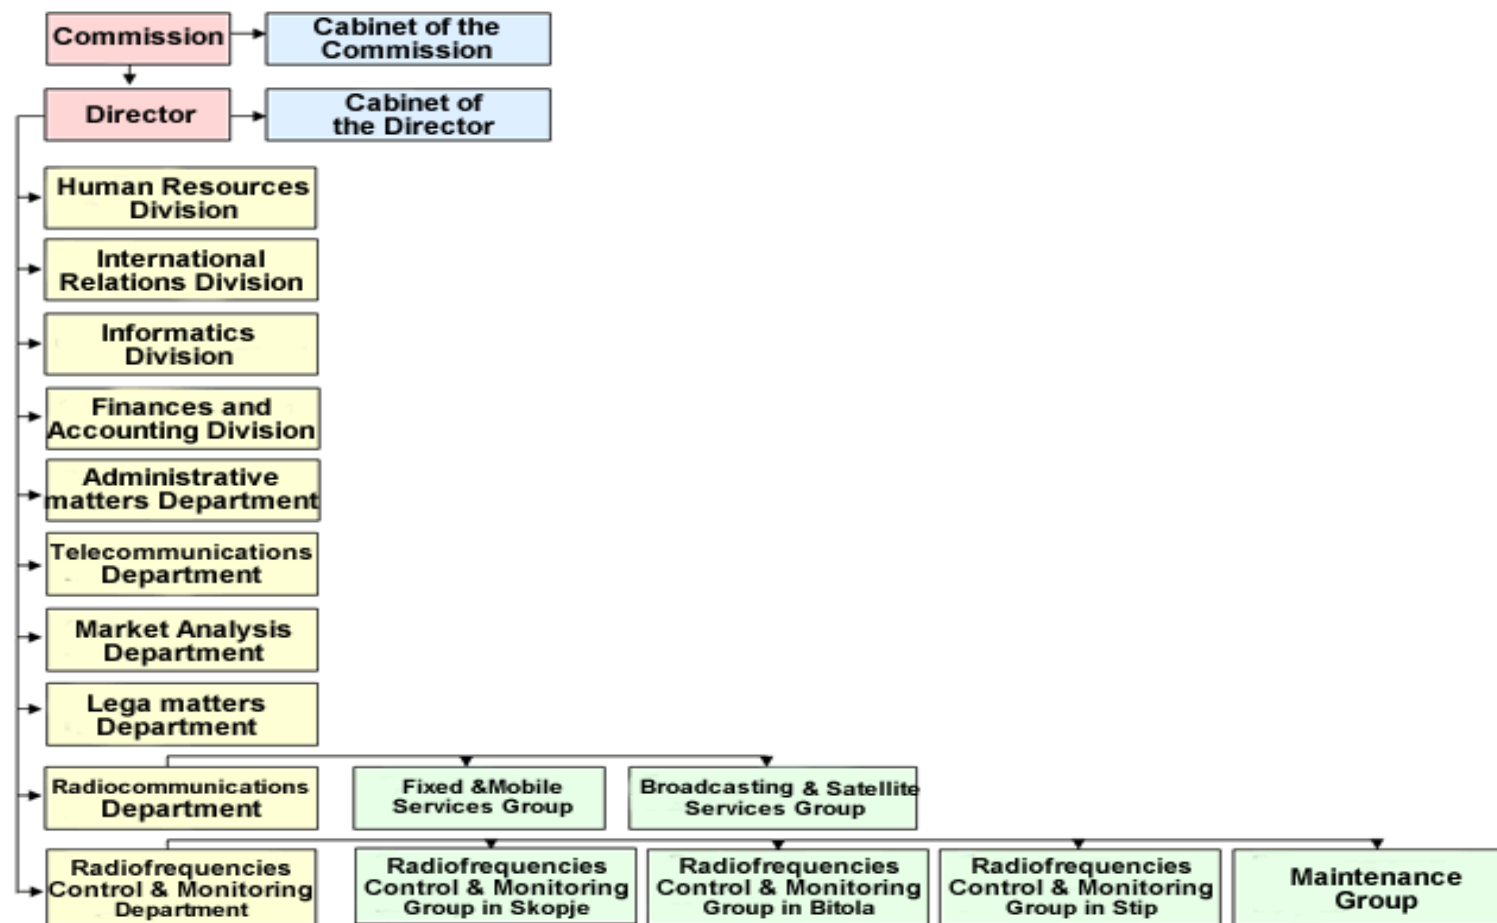 Commission
Cabinet of the
Commission
Director
Cabinet of
the Director
Human Resources
Division
International
Relations Division
Informatics
Division
Finances and
Accounting Division
Administrative
matters Department
Telecommunications
Department
Market Analysis
Department
Lega matters
Department
Radiocommunications
Department
Fixed &Mobile
Services Group
Broadcasting & Satellite
Services Group
Radiofrequencies
Control & Monitoring
Department
Radiofrequencies
Control & Monitoring
Group in Skopje
Radiofrequencies
Control & Monitoring
Group in Bitola
Radiofrequencies
Control & Monitoring
Group in Stip
Maintenance
Group